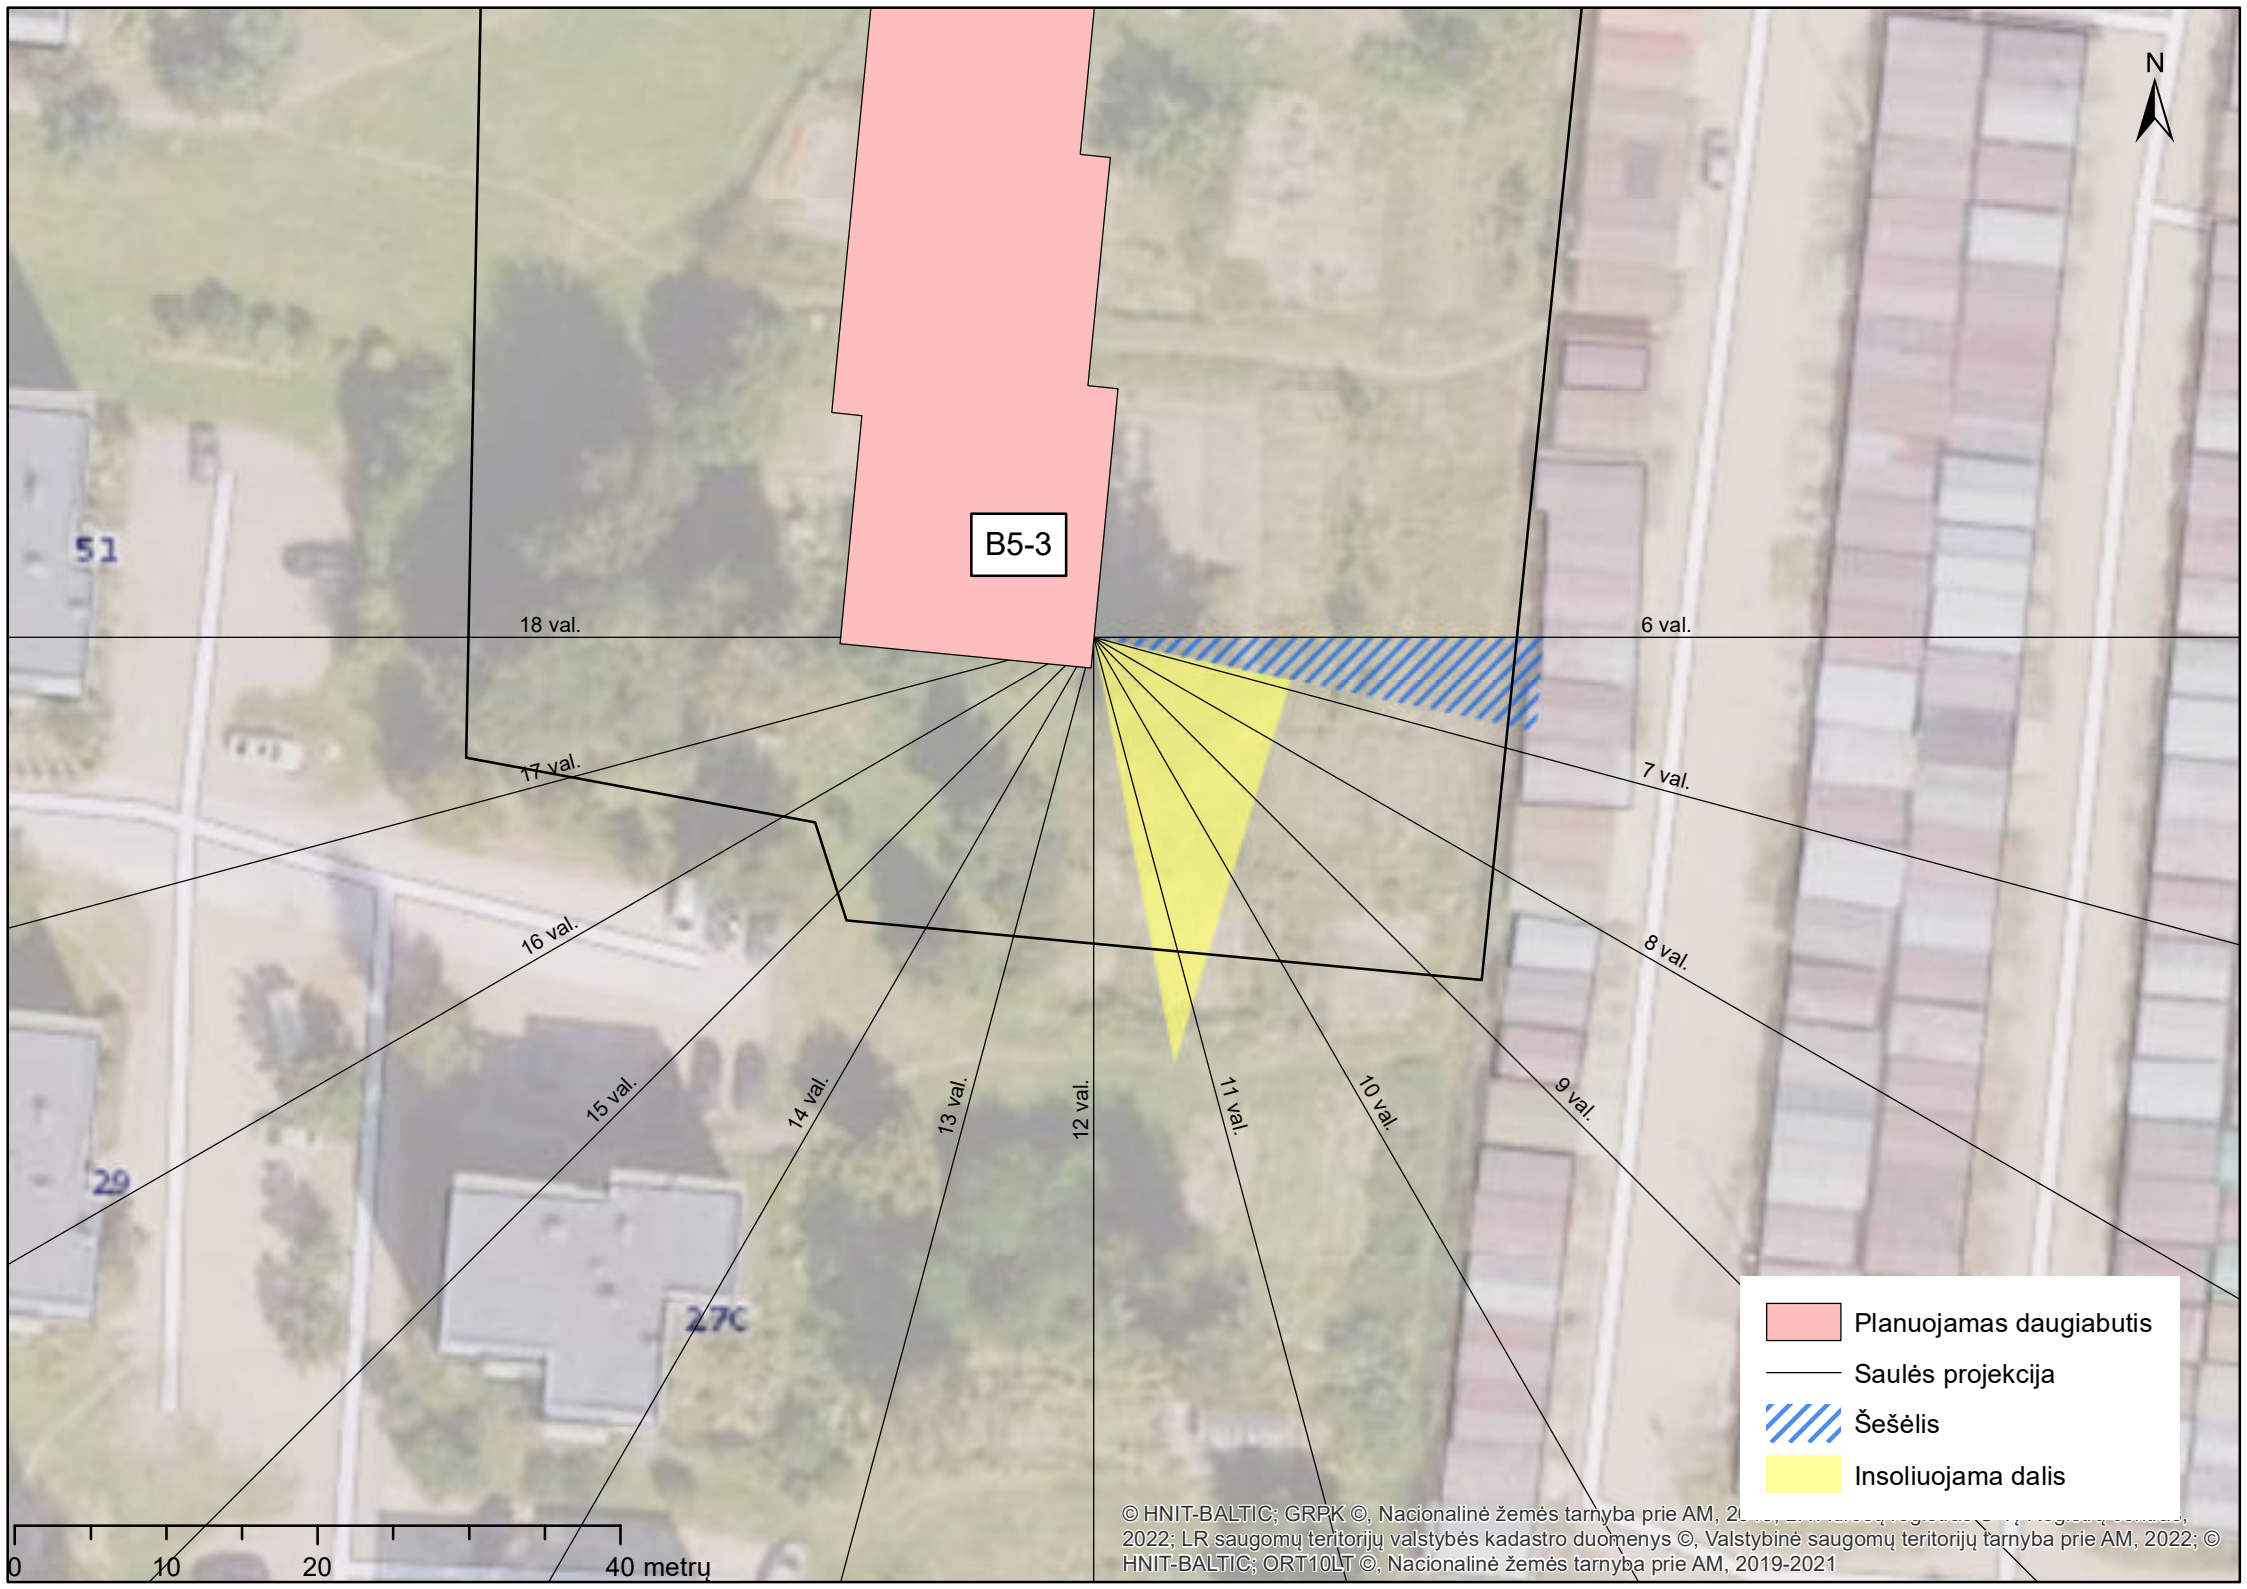 N
B5-3
51
18 val.
6 val.
17 val.
7 val.
16 val.
8 val.
15 val.
14 val.
13 val.
12 val.
11 val.
10 val.
9 val.
29
27C
Planuojamas daugiabutis
Saulės projekcija
Šešėlis
Insoliuojama dalis
© HNIT-BALTIC; GRPK ©, Nacionalinė žemės tarnyba prie AM,
2022; LR saugomų teritorijų valstybės kadastro duomenys ©, Valstybinė saugomų teritorijų tarnyba prie AM, 2022; ©
HNIT-BALTIC; ORT10LT ©, Nacionalinė žemės tarnyba prie AM, 2019-2021
0 10 20 40 metrų